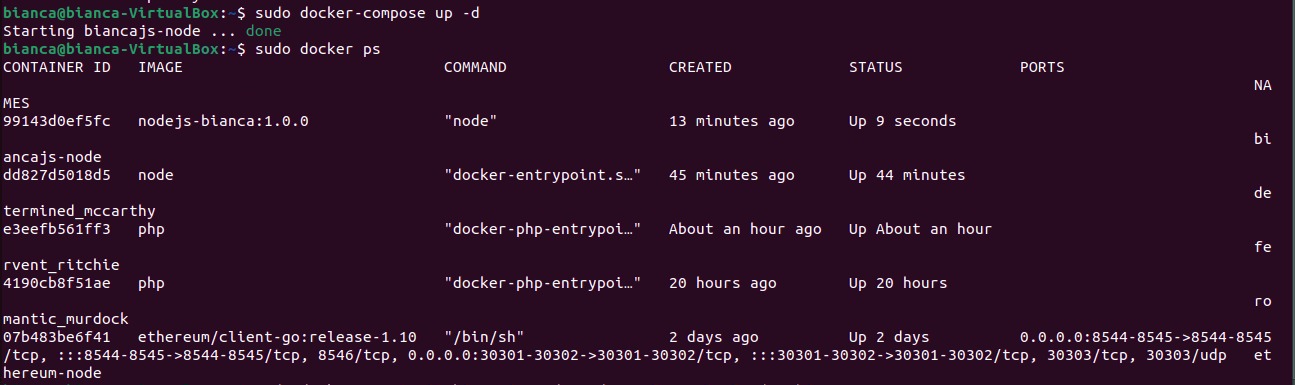 bianca@bianca-VirtualBox:~$ sudo docker-compose up -d
Starting biancajs-node ... done
bianca@bianca-VirtualBox:~$ sudo docker ps
CONTAINER ID   IMAGE                             COMMAND                  CREATED             STATUS             PORTS
NA
MES
99143d0ef5fc   nodejs-bianca:1.0.0               "node"                   13 minutes ago      Up 9 seconds
bi
ancajs-node
dd827d5018d5   node                              "docker-entrypoint.s…"   45 minutes ago      Up 44 minutes
de
termined_mccarthy
e3eefb561ff3   php                               "docker-php-entrypoi…"   About an hour ago   Up About an hour
fe
rvent_ritchie
4190cb8f51ae   php                               "docker-php-entrypoi…"   20 hours ago        Up 20 hours
ro
mantic_murdock
07b483be6f41   ethereum/client-go:release-1.10   "/bin/sh"                2 days ago          Up 2 days          0.0.0.0:8544-8545->8544-8545
/tcp, :::8544-8545->8544-8545/tcp, 8546/tcp, 0.0.0.0:30301-30302->30301-30302/tcp, :::30301-30302->30301-30302/tcp, 30303/tcp, 30303/udp   et
hereum-node